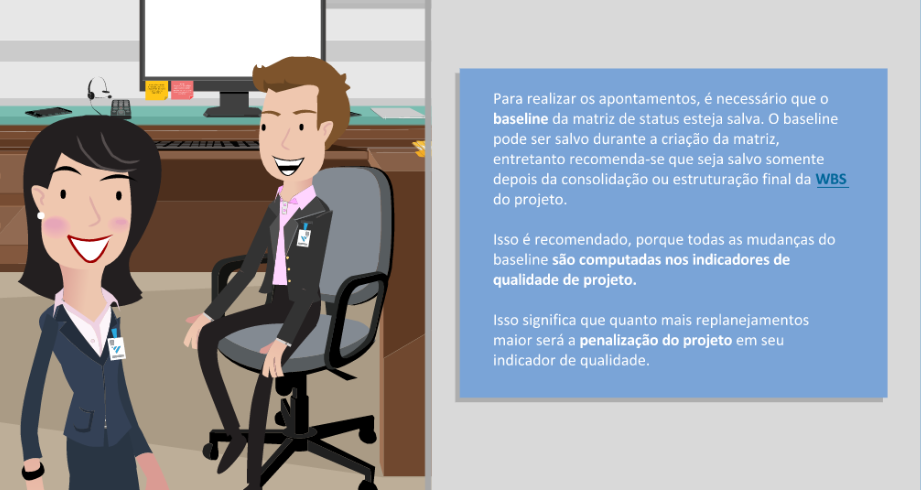 Para realizar os apontamentos, é necessário que o
baseline da matriz de status esteja salva. O baseline
pode ser salvo durante a criação da matriz,
entretanto recomenda-se que seja salvo somente
depois da consolidação ou estruturação final da WBS
do projeto.
Isso é recomendado, porque todas as mudanças do
baseline são computadas nos indicadores de
qualidade de projeto.
Isso significa que quanto mais replanejamentos
maior será a penalização do projeto em seu
indicador de qualidade.